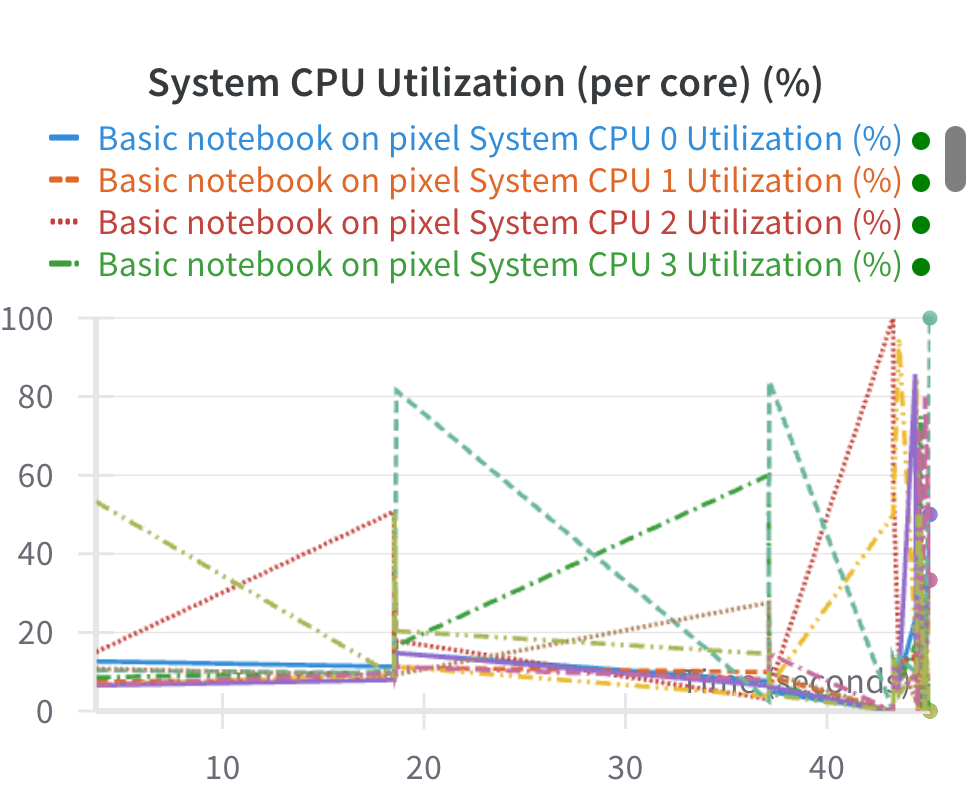 System CPU Utilization (per core) (%)
Basic notebook on pixel System CPU 0 Utilization (%)
Basic notebook on pixel System CPU 1 Utilization (%)
Basic notebook on pixel System CPU 2 Utilization (%)
Basic notebook on pixel System CPU 3 Utilization (%)
100
80
60
40
20
Time (seconds)
0
10 20 30 40